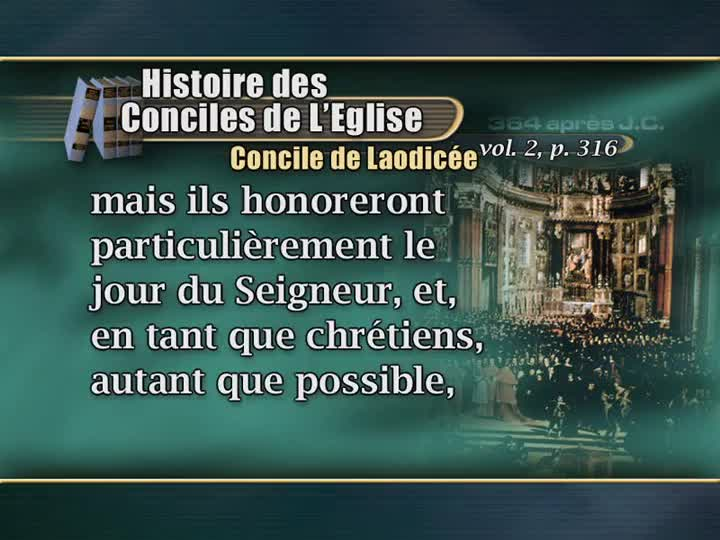 Histoire des
Conciles de L'Eglise
364 après J.C.
Concile de Laodicée
vol. 2, p. 316
mais ils honoreront
particulièrement le
jour du Seigneur, et,
en tant que chrétiens,
autant que possible,